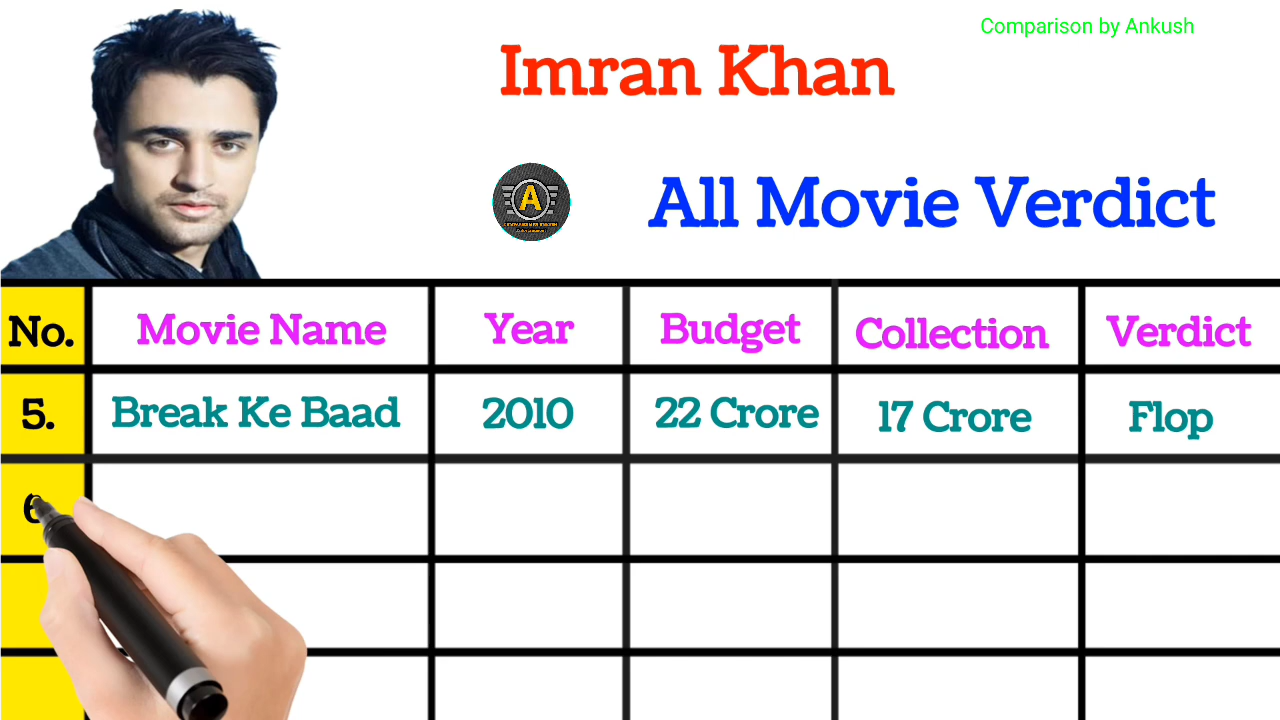 Comparison by Ankush
Imran Khan
A
All Movie Verdict
No. Movie Name Year Budget Collection Verdict
5. Break Ke Baad 2010 22 Crore 17 Crore Flop